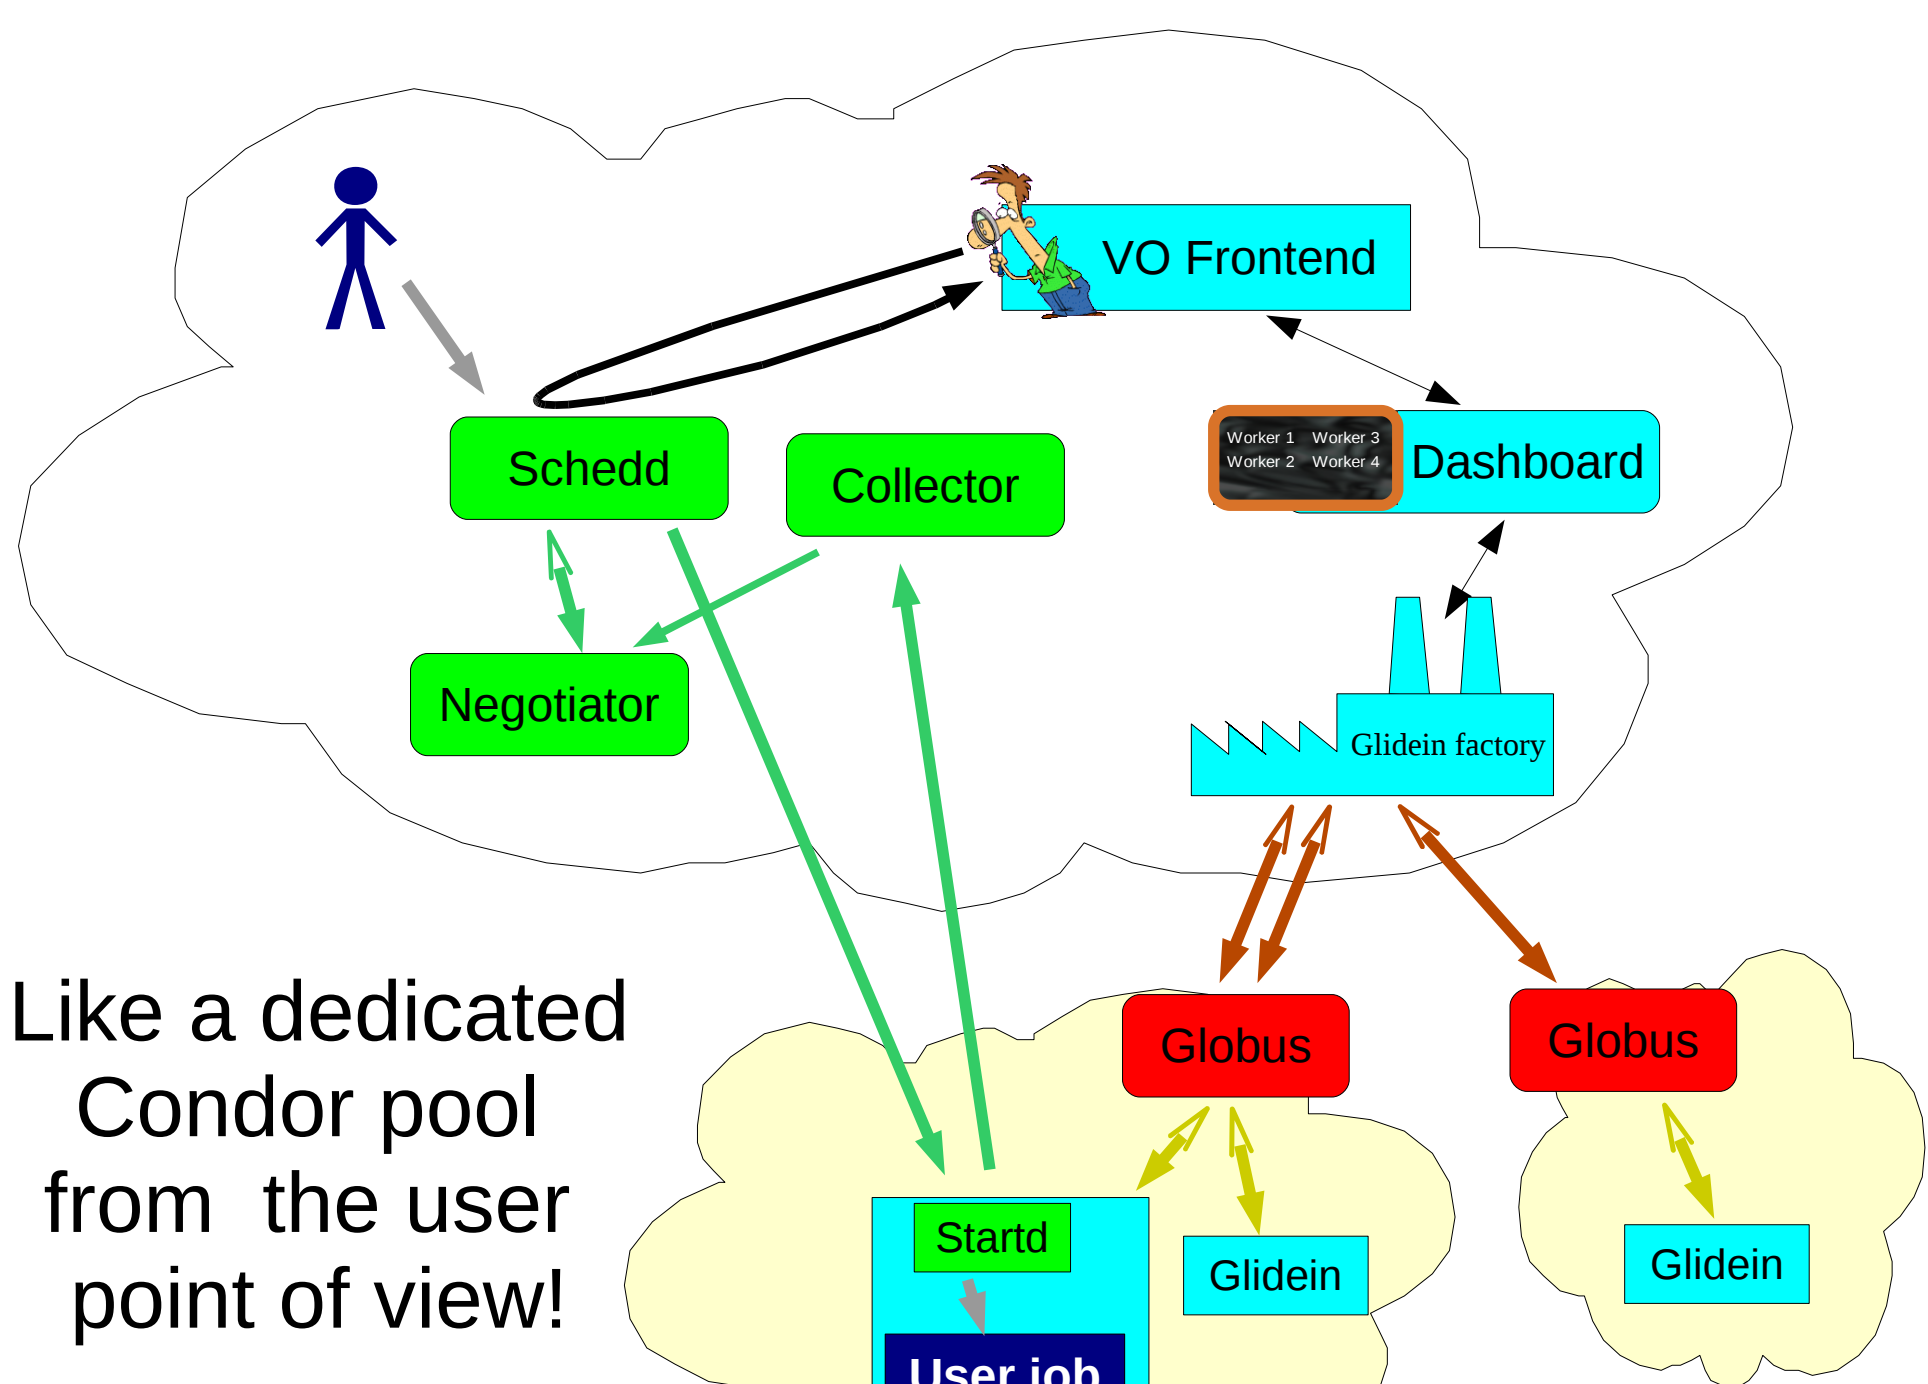 VO Frontend
Worker 1 Worker 3
Worker 2 Worker 4
Dashboard
Schedd
Collector
Negotiator
Glidein factory
Like a dedicated
Condor pool
from the user
point of view!
Globus
Globus
Startd
Glidein
Glidein
User job